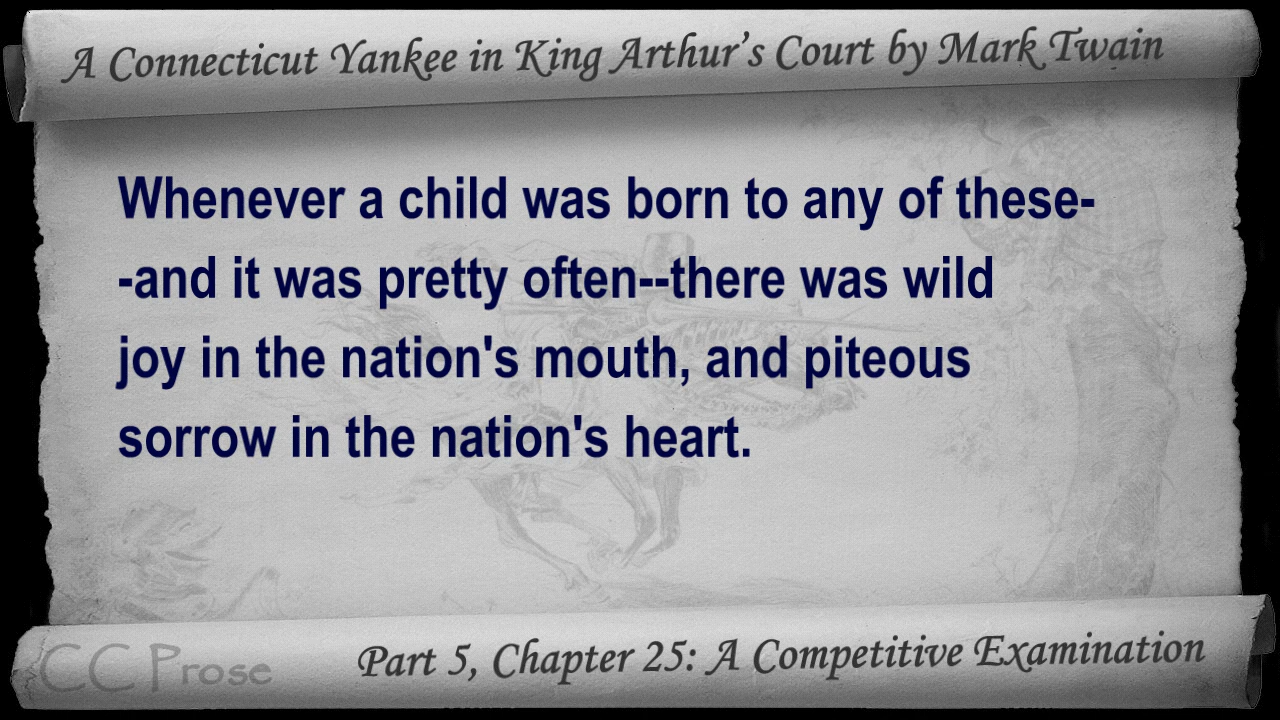 A Connecticut Yankee in King Arthur's Court by Mark Twain
Whenever a child was born to any of these-
-and it was pretty often--there was wild
joy in the nation's mouth, and piteous
sorrow in the nation's heart.
CC Prose
Part 5, Chapter 25: A Competitive Examination